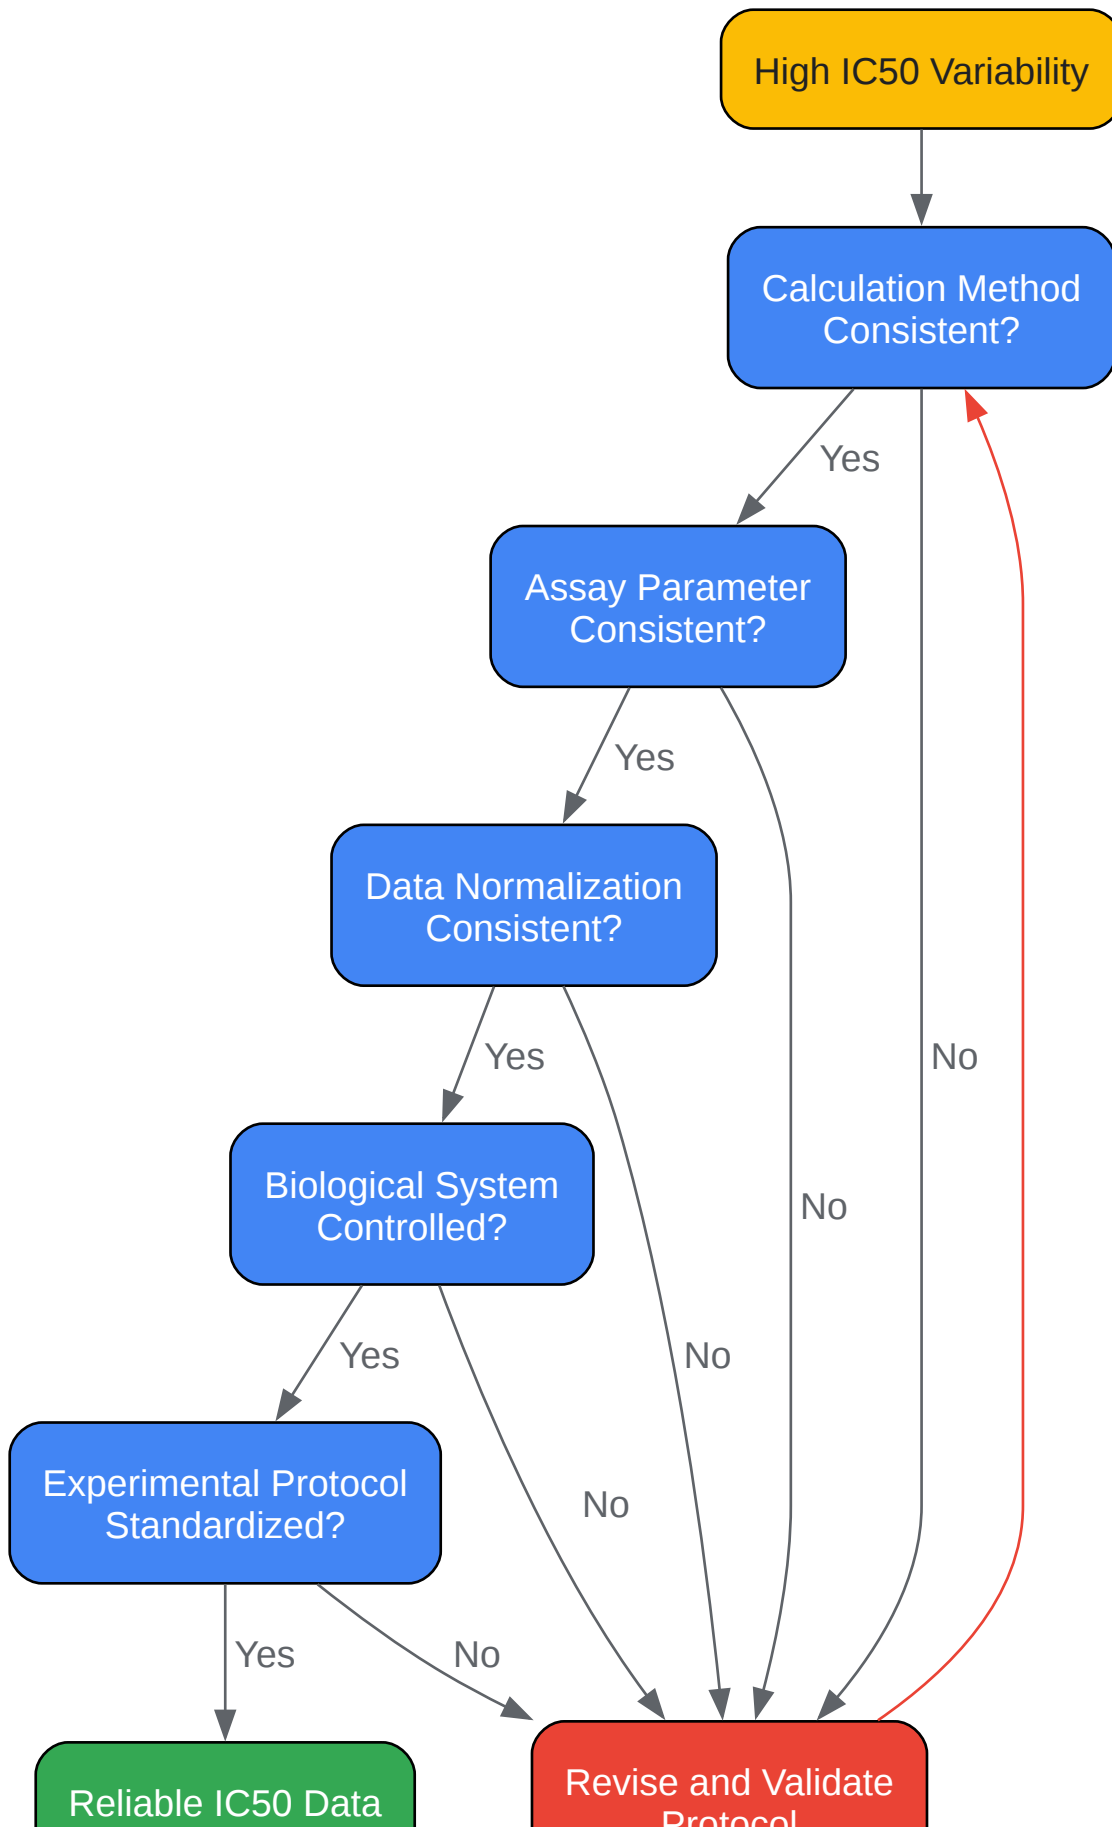 High IC50 Variability
Calculation Method
Consistent?
Yes
Assay Parameter
Consistent?
Yes
Data Normalization
Consistent?
Yes
No
Biological System
Controlled?
No
Yes
No
Experimental Protocol
Standardized?
No
Yes
No
Reliable IC50 Data
Revise and Validate
Protocol